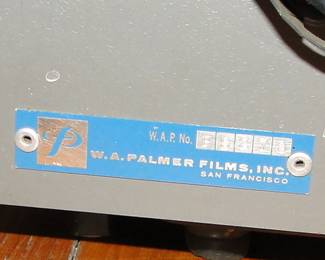 P
W.A.P. No.
W.A.PALMER FILMS, INC.
SAN FRANCISCO